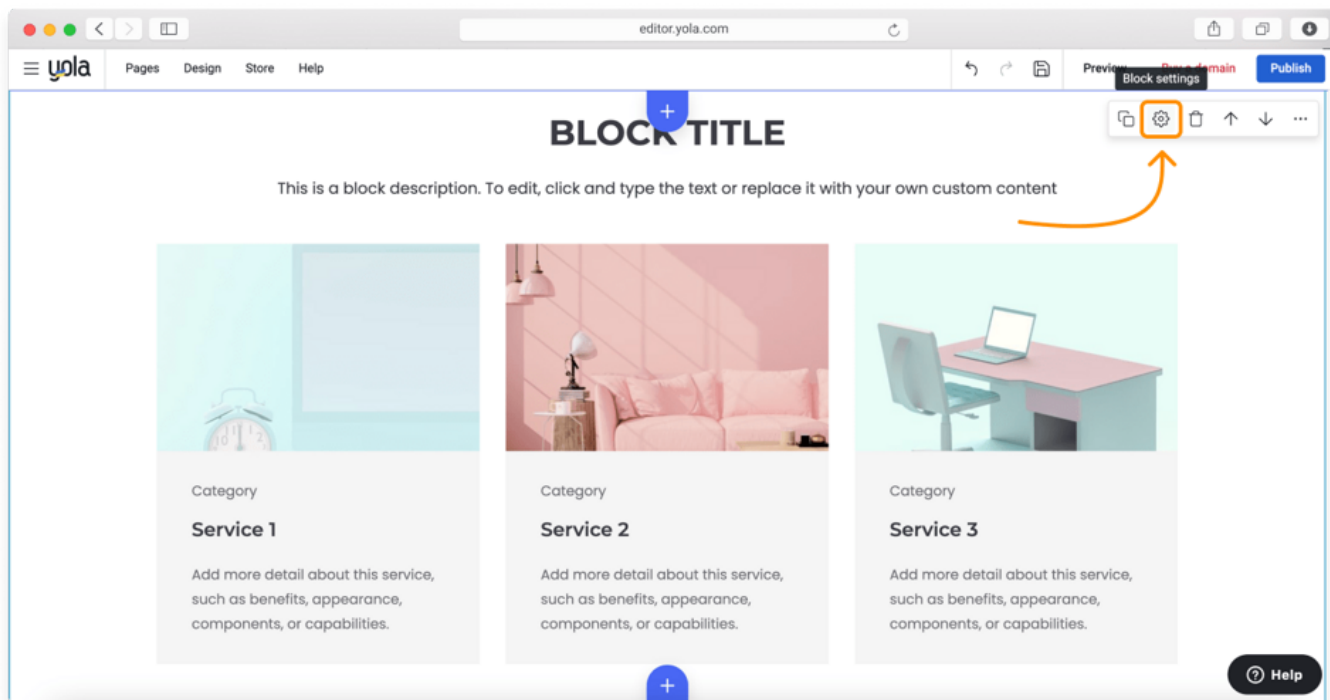 editor.yola.com
yola Pages Design Store Help Preview Buy a domain Publish
Block settings
BLOCK TITLE
This is a block description. To edit, click and type the text or replace it with your own custom content
Category
Service 1
Add more detail about this service,
such as benefits, appearance,
components, or capabilities.
Category
Service 2
Add more detail about this service,
such as benefits, appearance,
components, or capabilities.
Category
Service 3
Add more detail about this service,
such as benefits, appearance,
components, or capabilities.
Help